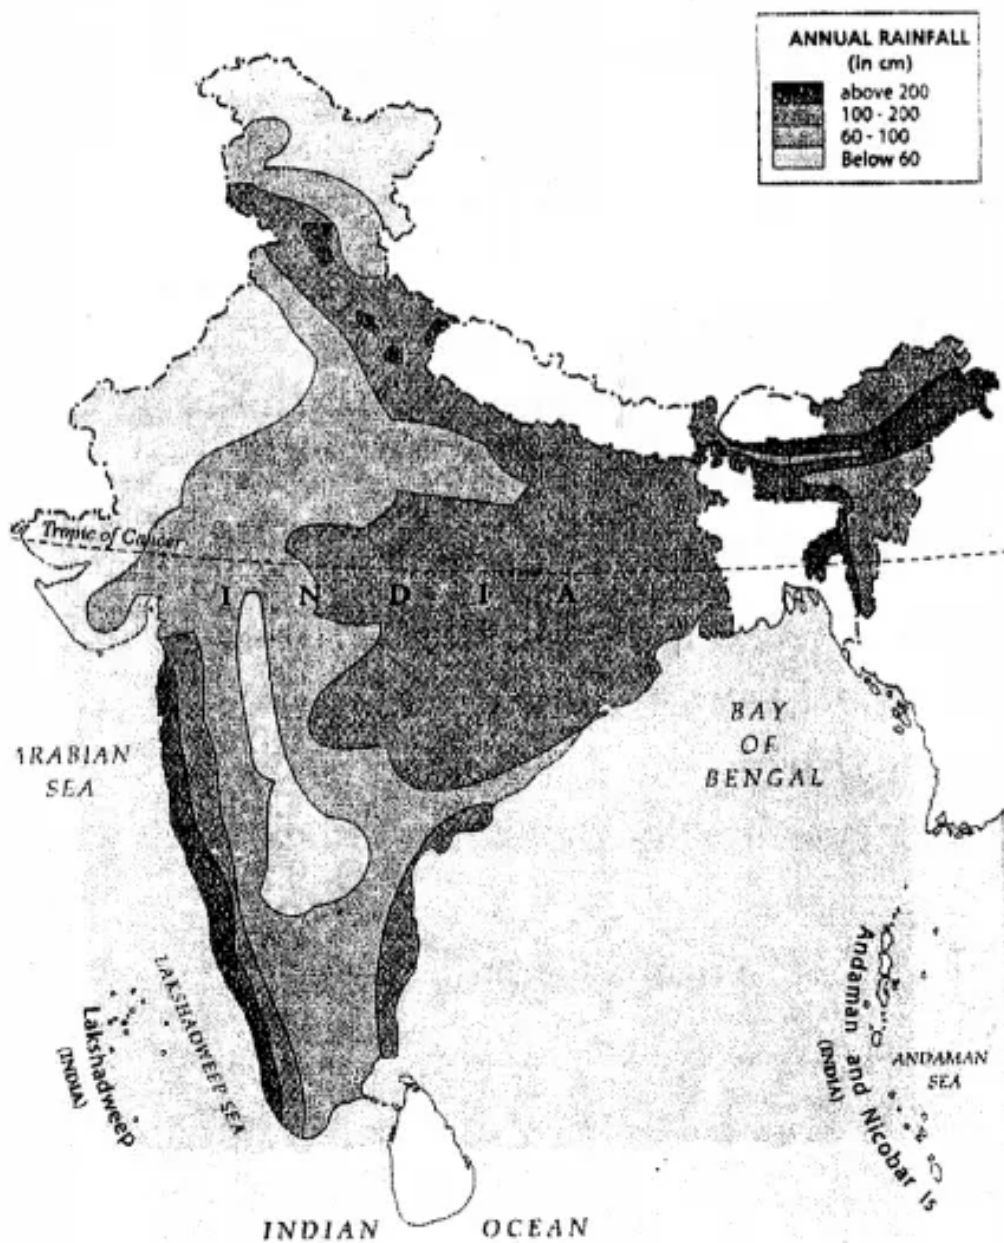 ANNUAL RAINFALL
(in cm)
above 200
100 - 200
60 - 100
Below 60
Tropic of Cancer
I N D I A
ARABIAN
SEA
BAY
OF
BENGAL
LAKSHADWEEP SEA
Lakshadweep
(INDIA)
Andaman and Nicobar Is
(INDIA)
ANDAMAN
SEA
INDIAN OCEAN